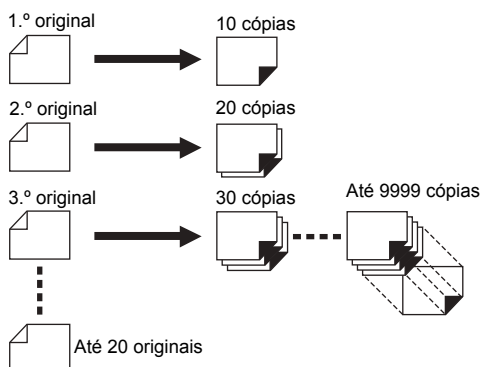 1.º original
10 cópias
2.º original
20 cópias
3.º original
30 cópias
Até 9999 cópias
Até 20 originais